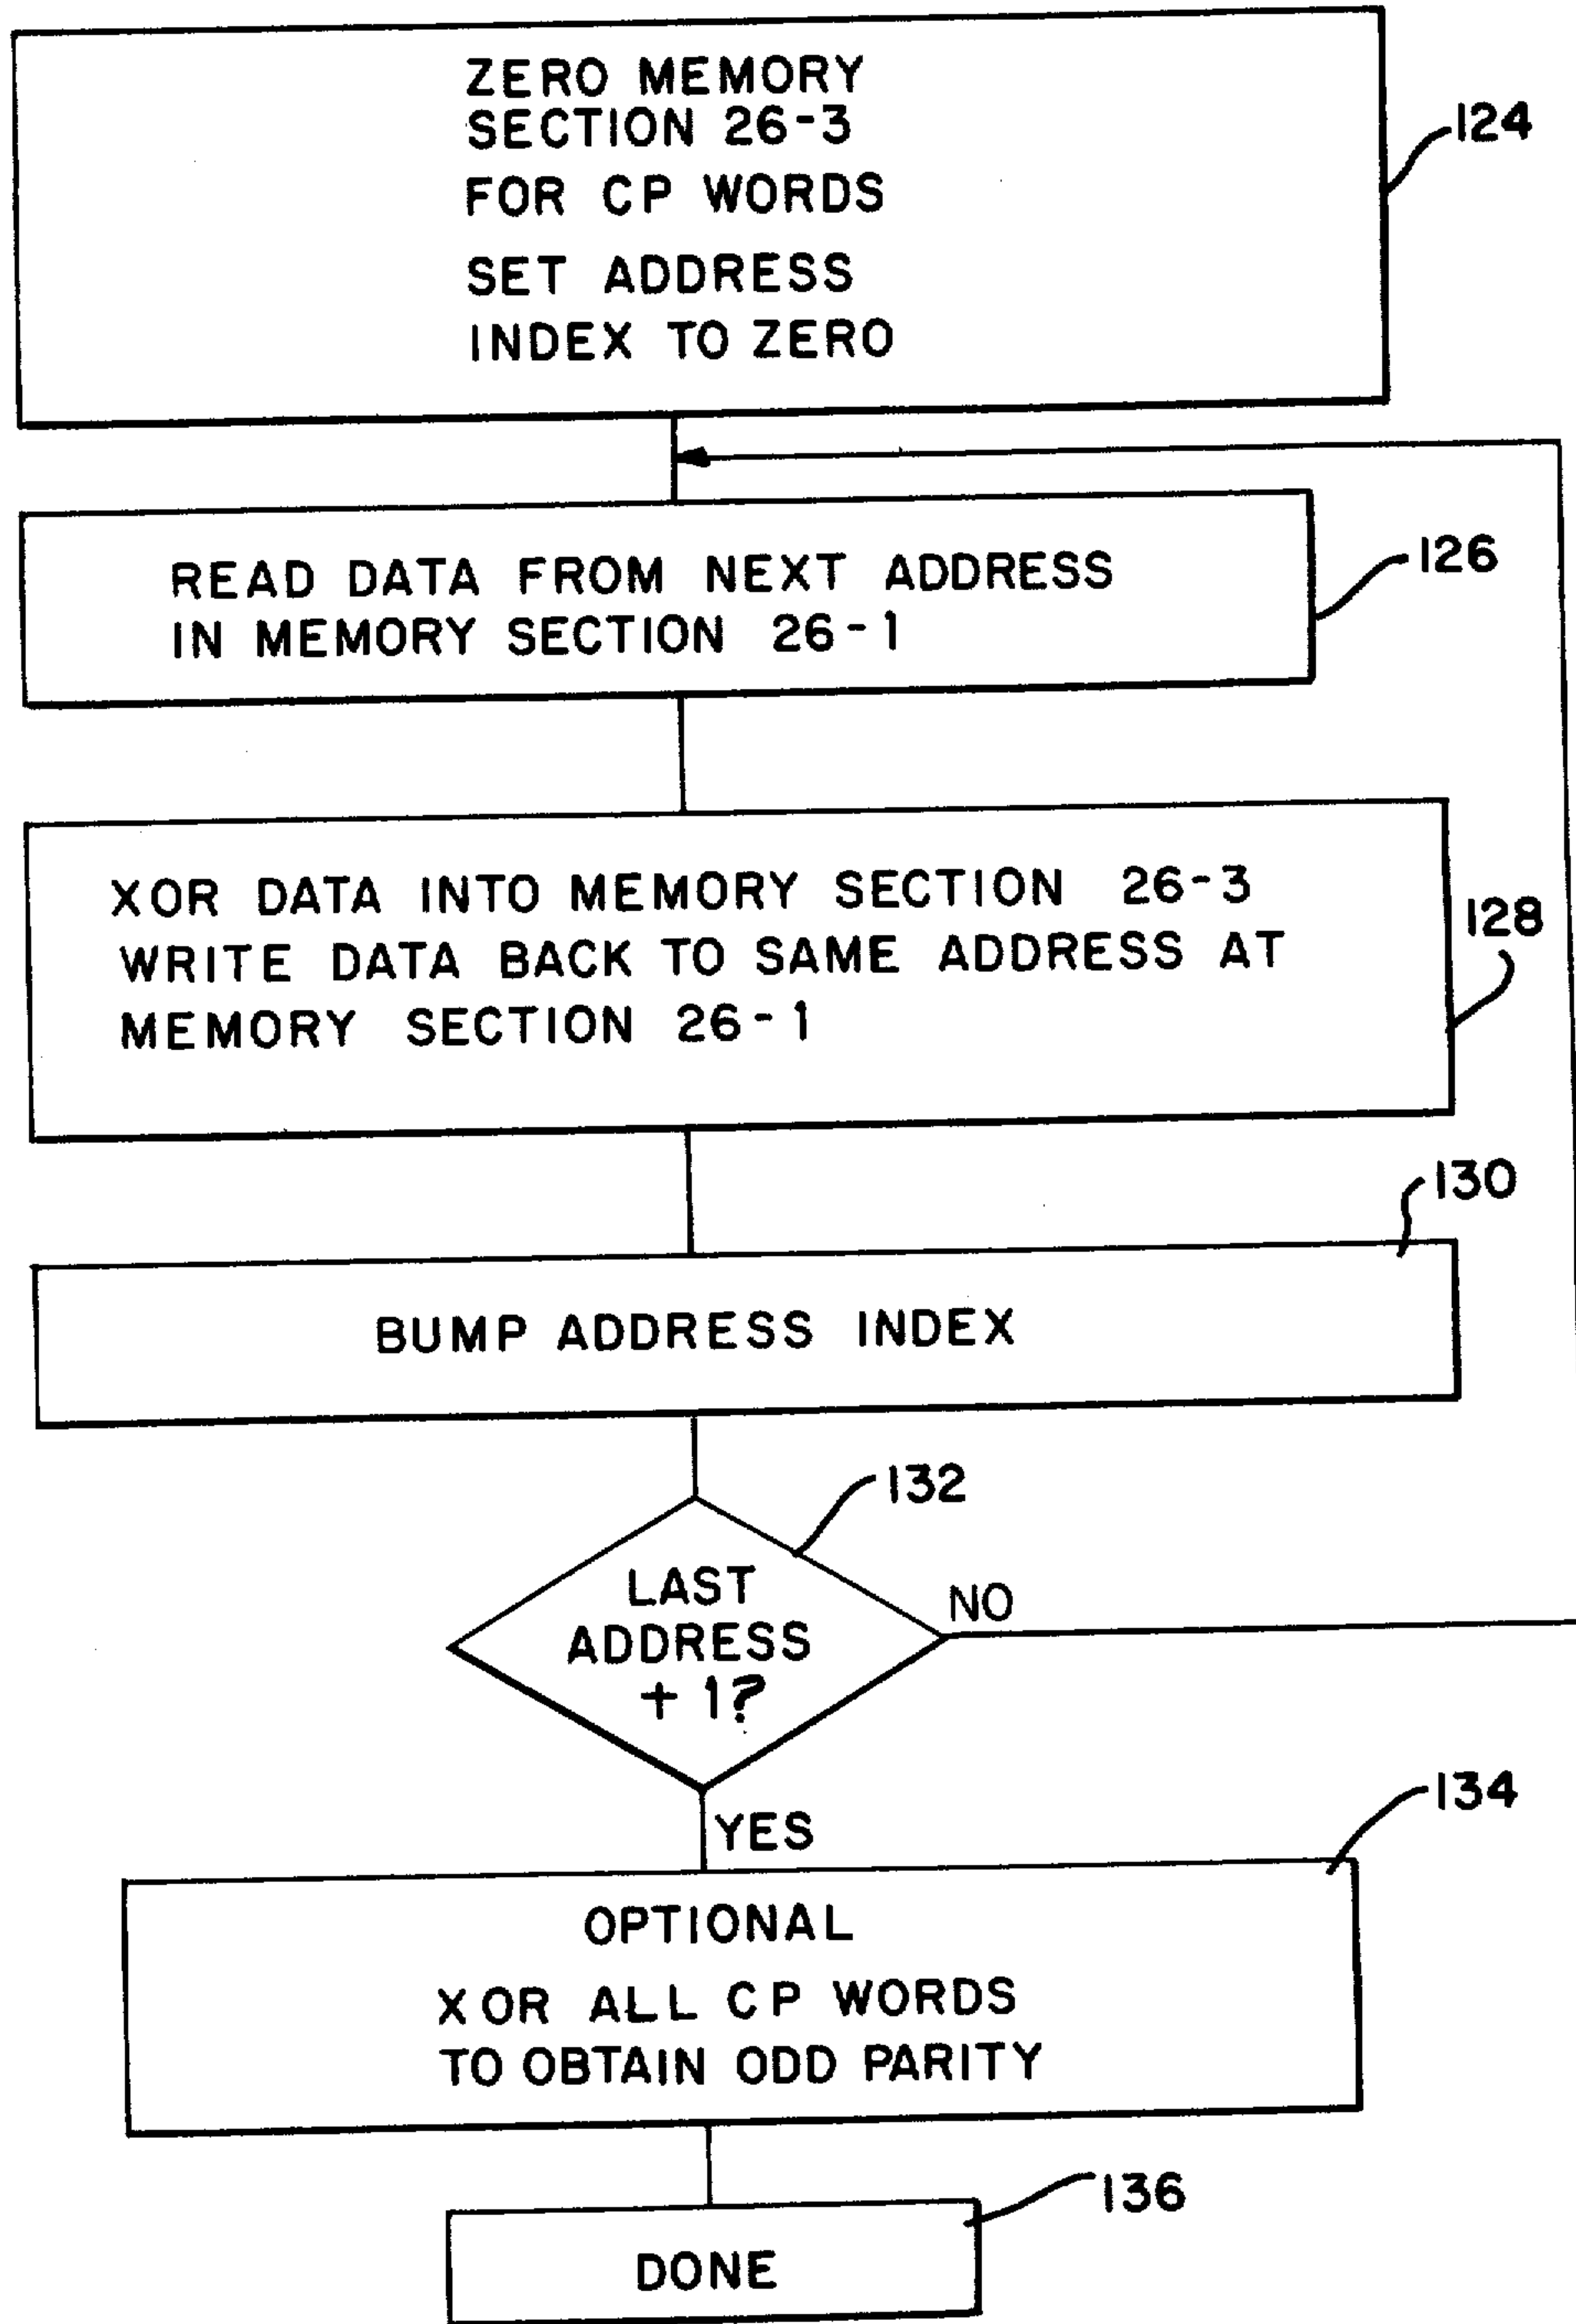 ZERO MEMORY
SECTION 26-3
FOR CP WORDS
SET ADDRESS
INDEX TO ZERO
124
READ DATA FROM NEXT ADDRESS
IN MEMORY SECTION 26-1
126
XOR DATA INTO MEMORY SECTION 26-3
WRITE DATA BACK TO SAME ADDRESS AT
MEMORY SECTION 26-1
128
130
BUMP ADDRESS INDEX
132
LAST
ADDRESS
+ 1?
NO
YES
134
OPTIONAL
XOR ALL CP WORDS
TO OBTAIN ODD PARITY
136
DONE